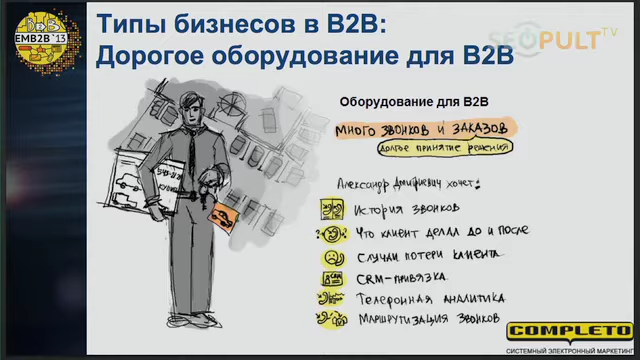 B2B
EMB2B'13
Типы бизнесов в B2B:
Дорогое оборудование для B2B
SEOPULT TV
Оборудование для B2B
МНОГО ЗВОНКОВ И ЗАКАЗОВ
ДОЛГОЕ ПРИНЯТИЕ РЕШЕНИЯ
Александр Дмитриевич хочет:
История звонков
Что клиент делал до и после
Случаи потери клиента
CRM-привязка
Телефонная аналитика
Маршрутизация звонков
COMPLETO
СИСТЕМНЫЙ ЭЛЕКТРОННЫЙ МАРКЕТИНГ